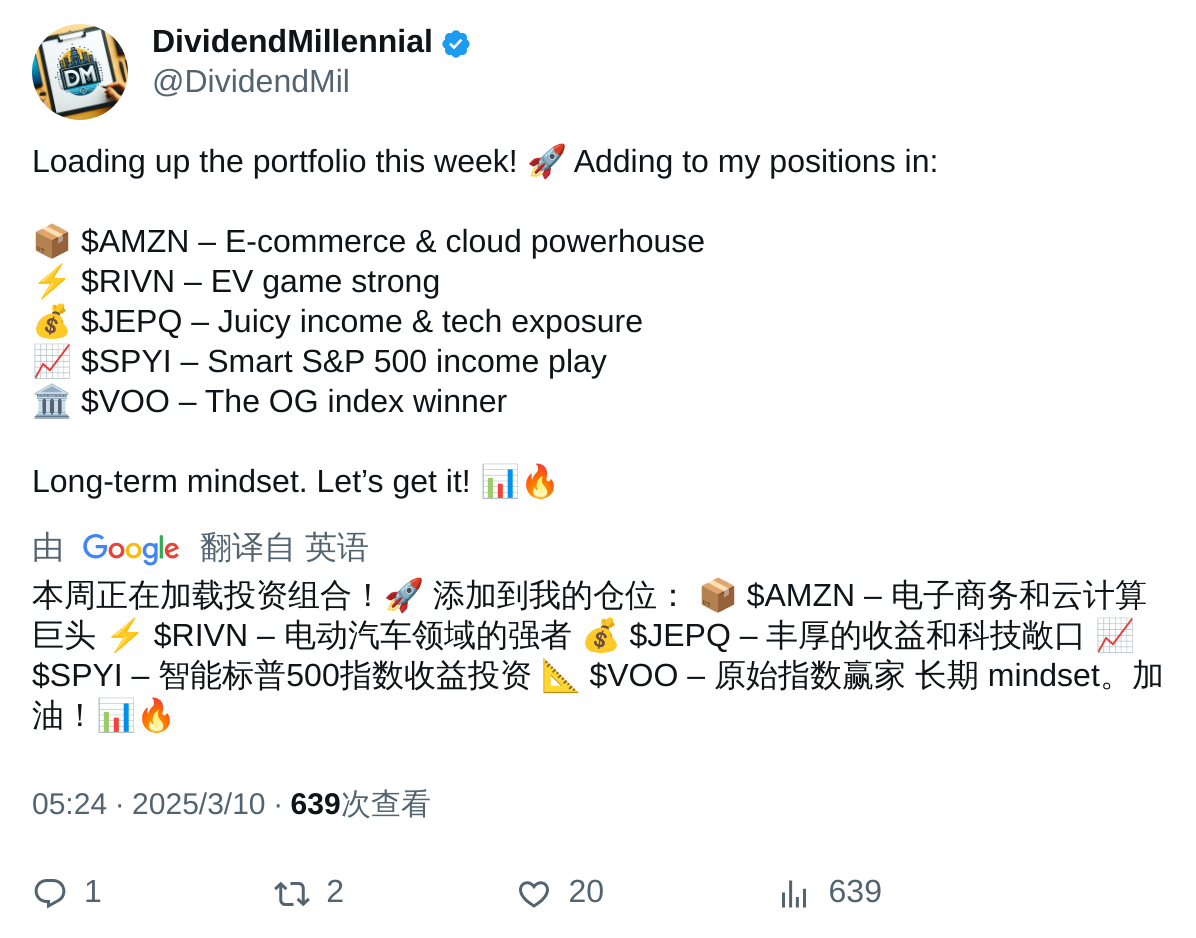 DividendMillennial
@DividendMil
Loading up the portfolio this week! 🚀 Adding to my positions in:
📦 $AMZN – E-commerce & cloud powerhouse
⚡ $RIVN – EV game strong
💰 $JEPQ – Juicy income & tech exposure
📈 $SPYI – Smart S&P 500 income play
🏛️ $VOO – The OG index winner
Long-term mindset. Let’s get it! 📊🔥
由 Google 翻译自 英语
本周正在加载投资组合！🚀 添加到我的仓位： 📦 $AMZN – 电子商务和云计算
巨头 ⚡ $RIVN – 电动汽车领域的强者 💰 $JEPQ – 丰厚的收益和科技敞口 📈
$SPYI – 智能标普500指数收益投资 📐 $VOO – 原始指数赢家 长期 mindset。加
油！📊🔥
05:24 · 2025/3/10 · 639次查看
1 2 20 639
DM